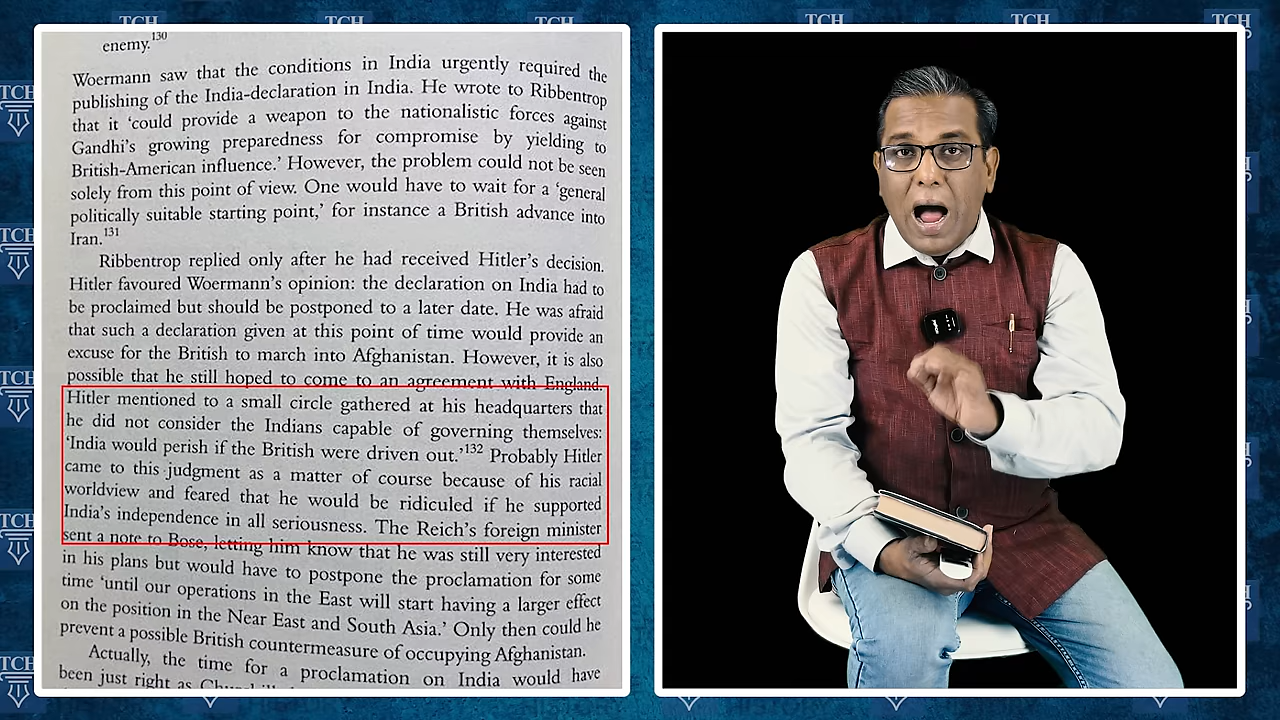 TCH
TCH
TCH
TCH
TCH
TCH
enemy.130
Woermann saw that the conditions in India urgently required the
publishing of the India-declaration in India. He wrote to Ribbentrop
that it ‘could provide a weapon to the nationalistic forces against
Gandhi’s growing preparedness for compromise by yielding to
British-American influence.’ However, the problem could not be seen
solely from this point of view. One would have to wait for a ‘general
politically suitable starting point,’ for instance a British advance into
Iran.131
Ribbentrop replied only after he had received Hitler’s decision.
Hitler favoured Woermann’s opinion: the declaration on India had to
be proclaimed but should be postponed to a later date. He was afraid
that such a declaration given at this point of time would provide an
excuse for the British to march into Afghanistan. However, it is also
possible that he still hoped to come to an agreement with England.
Hitler mentioned to a small circle gathered at his headquarters that
he did not consider the Indians capable of governing themselves:
‘India would perish if the British were driven out.’132 Probably Hitler
came to this judgment as a matter of course because of his racial
worldview and feared that he would be ridiculed if he supported
India’s independence in all seriousness. The Reich’s foreign minister
sent a note to Bose, letting him know that he was still very interested
in his plans but would have to postpone the proclamation for some
time ‘until our operations in the East will start having a larger effect
on the position in the Near East and South Asia.’ Only then could he
prevent a possible British countermeasure of occupying Afghanistan.
Actually, the time for a proclamation on India would have
been just right as
TCH
TCH
TCH
TCH
TCH